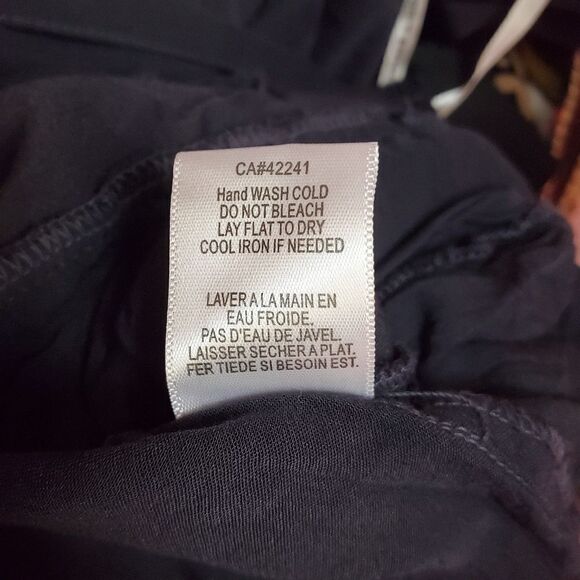 CA#42241
Hand WASH COLD
DO NOT BLEACH
LAY FLAT TO DRY
COOL IRON IF NEEDED
LAVER A LA MAIN EN
EAU FROIDE.
PAS D'EAU DE JAVEL.
LAISSER SECHER A PLAT.
FER TIEDE SI BESOIN EST.